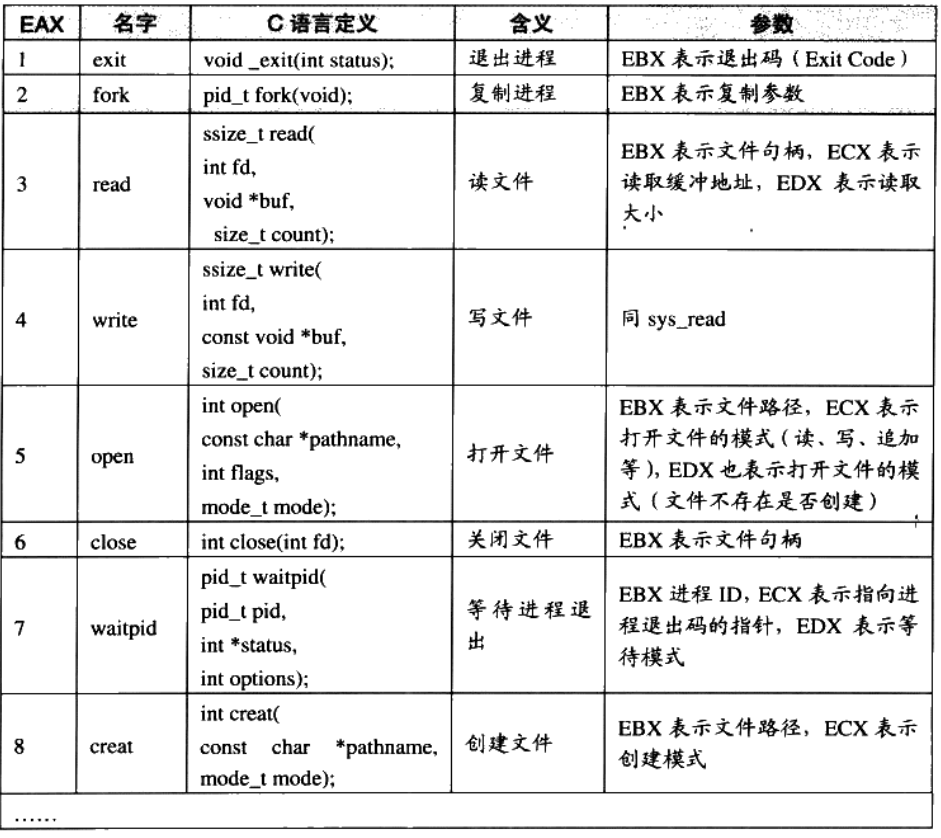 EAX 名字 C 语言定义 含义 参数
1 exit void _exit(int status); 退出进程 EBX 表示退出码（Exit Code）
2 fork pid_t fork(void); 复制进程 EBX 表示复制参数
3 read ssize_t read(
int fd,
void *buf,
size_t count); 读文件 EBX 表示文件句柄，ECX 表示
读取缓冲地址，EDX 表示读取
大小
4 write ssize_t write(
int fd,
const void *buf,
size_t count); 写文件 同 sys_read
5 open int open(
const char *pathname,
int flags,
mode_t mode); 打开文件 EBX 表示文件路径，ECX 表示
打开文件的模式（读、写、追加
等），EDX 也表示打开文件的模
式（文件不存在是否创建）
6 close int close(int fd); 关闭文件 EBX 表示文件句柄
7 waitpid pid_t waitpid(
pid_t pid,
int *status,
int options); 等待进程退
出 EBX 进程 ID，ECX 表示指向进
程退出码的指针，EDX 表示等
待模式
8 creat int creat(
const char *pathname,
mode_t mode); 创建文件 EBX 表示文件路径，ECX 表示
创建模式
……